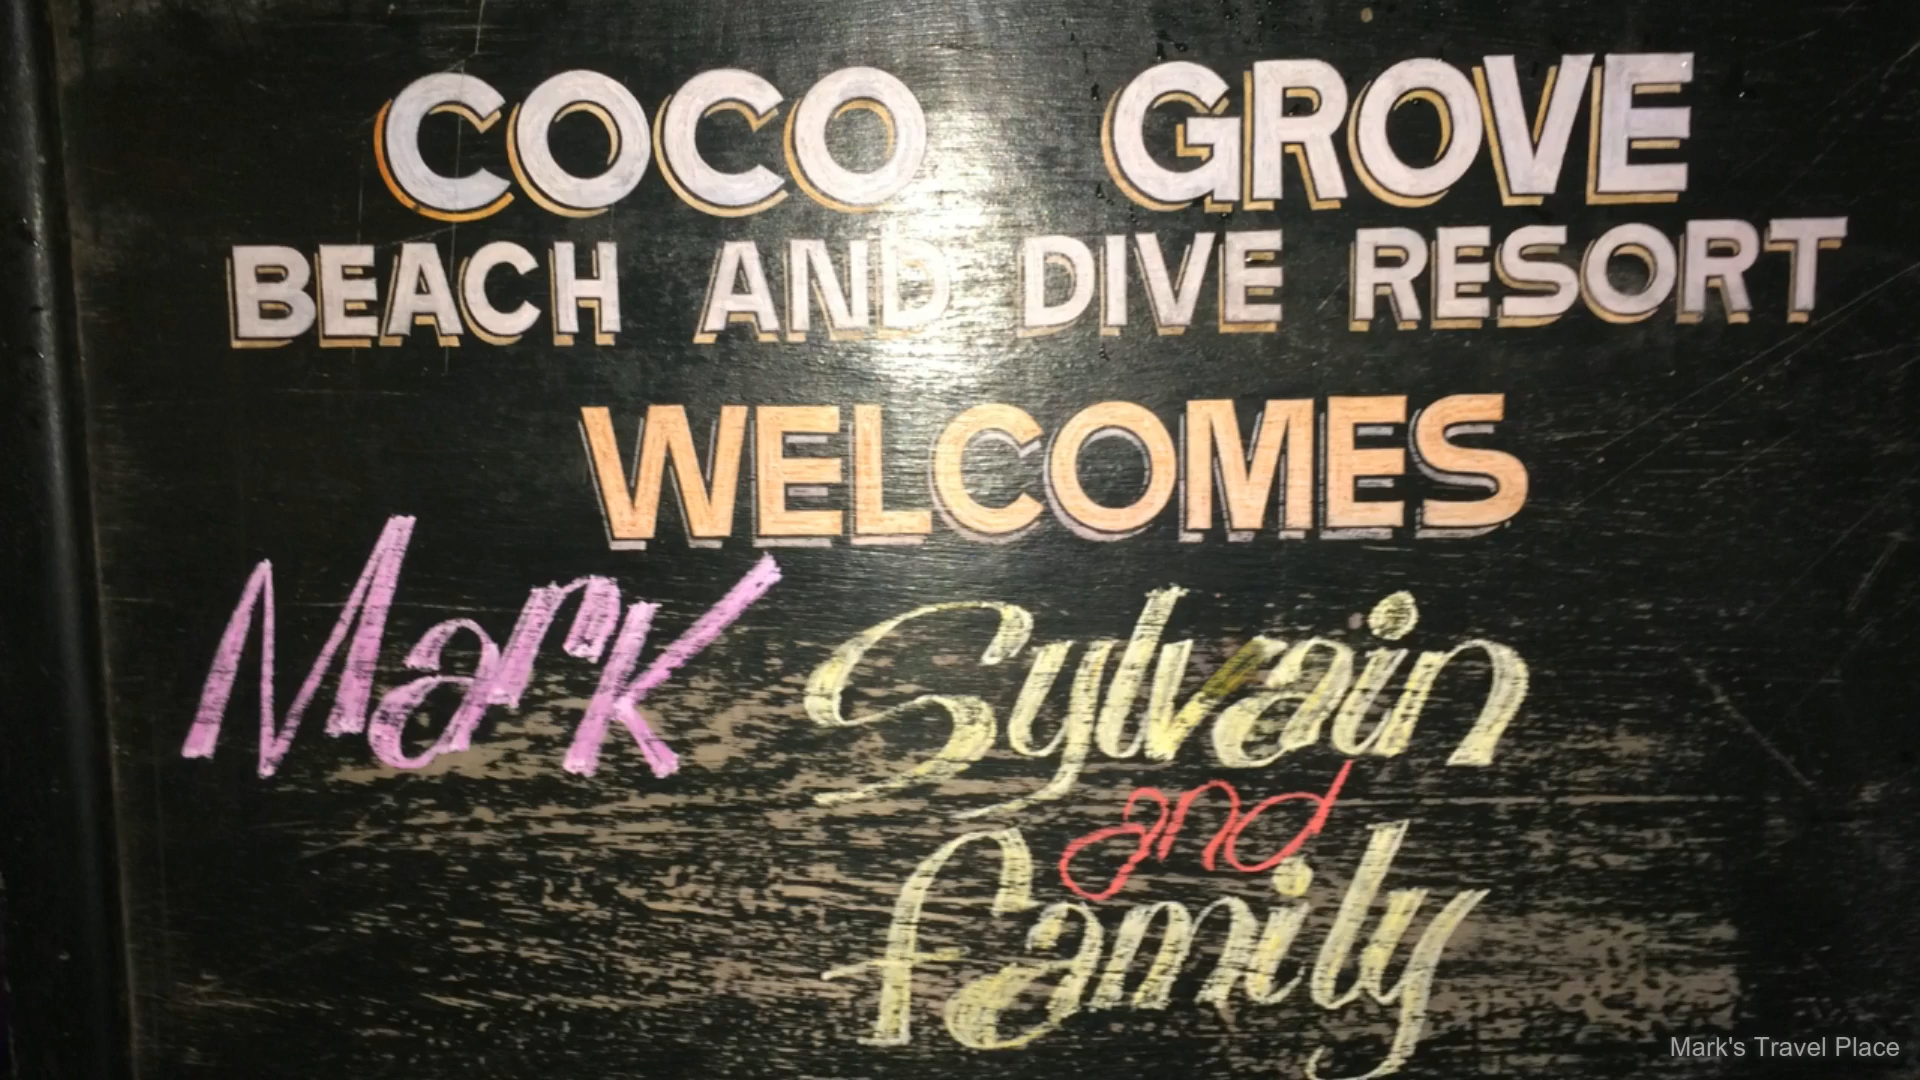 COCO GROVE
BEACH AND DIVE RESORT
WELCOMES
Mark Sylvain
and
family
Mark's Travel Place